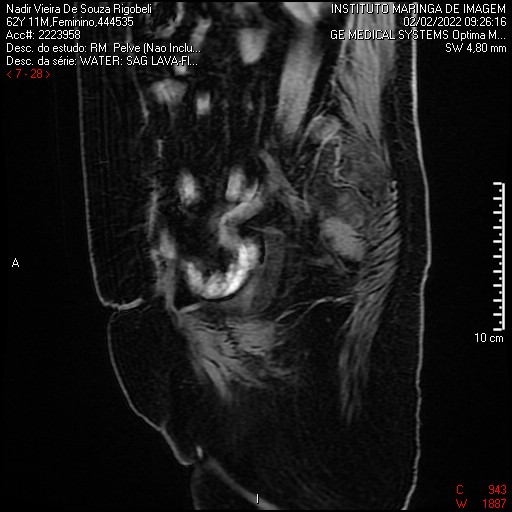 Nadir Vieira De Souza Rigobeli
62Y 11M,Feminino,444535
Acc#: 2223958
Desc. do estudo: RM  Pelve (Nao Inclu...
Desc. da série: WATER: SAG LAVA-Fl...
< 7 - 28 >
INSTITUTO MARINGA DE IMAGEM
02/02/2022 09:26:16
GE MEDICAL SYSTEMS Optima M...
SW 4,80 mm
A
10 cm
I
C 943
W 1887